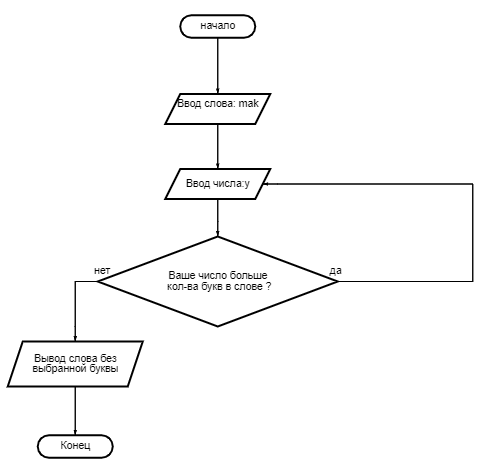 начало
Ввод слова: mak
Ввод числа:y
нет
да
Ваше число больше
кол-ва букв в слове ?
Вывод слова без
выбранной буквы
Конец